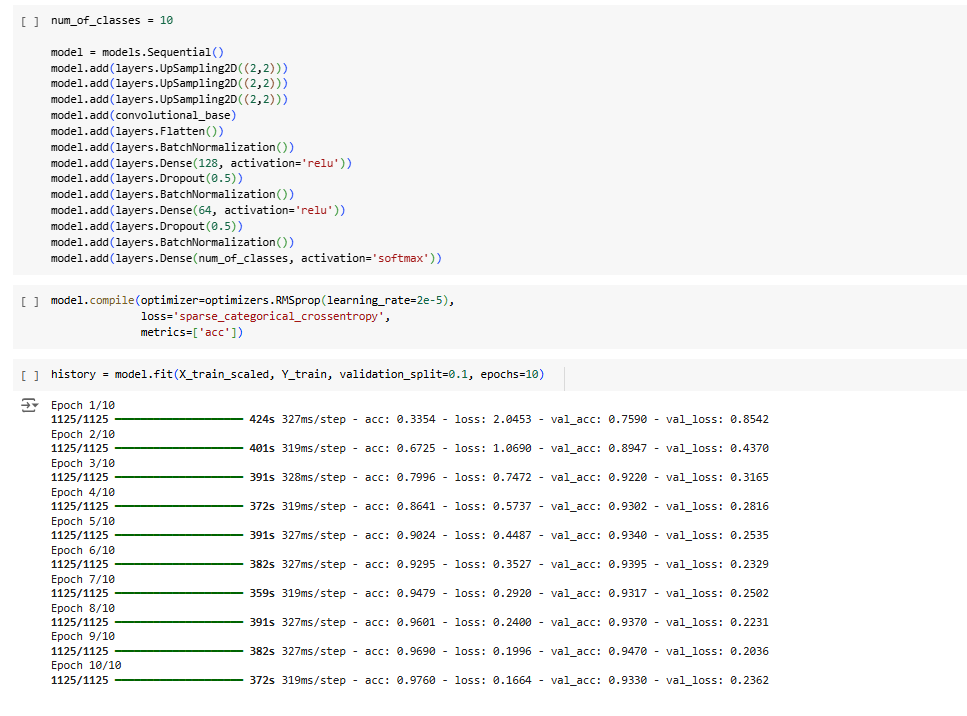 [ ] num_of_classes = 10
model = models.Sequential()
model.add(layers.UpSampling2D((2,2)))
model.add(layers.UpSampling2D((2,2)))
model.add(layers.UpSampling2D((2,2)))
model.add(convolutional_base)
model.add(layers.Flatten())
model.add(layers.BatchNormalization())
model.add(layers.Dense(128, activation='relu'))
model.add(layers.Dropout(0.5))
model.add(layers.BatchNormalization())
model.add(layers.Dense(64, activation='relu'))
model.add(layers.Dropout(0.5))
model.add(layers.BatchNormalization())
model.add(layers.Dense(num_of_classes, activation='softmax'))
[ ] model.compile(optimizer=optimizers.RMSprop(learning_rate=2e-5),
loss='sparse_categorical_crossentropy',
metrics=['acc'])
[ ] history = model.fit(X_train_scaled, Y_train, validation_split=0.1, epochs=10)
Epoch 1/10
1125/1125 424s 327ms/step - acc: 0.3354 - loss: 2.0453 - val_acc: 0.7590 - val_loss: 0.8542
Epoch 2/10
1125/1125 401s 319ms/step - acc: 0.6725 - loss: 1.0690 - val_acc: 0.8947 - val_loss: 0.4370
Epoch 3/10
1125/1125 391s 328ms/step - acc: 0.7996 - loss: 0.7472 - val_acc: 0.9220 - val_loss: 0.3165
Epoch 4/10
1125/1125 372s 319ms/step - acc: 0.8641 - loss: 0.5737 - val_acc: 0.9302 - val_loss: 0.2816
Epoch 5/10
1125/1125 391s 327ms/step - acc: 0.9024 - loss: 0.4487 - val_acc: 0.9340 - val_loss: 0.2535
Epoch 6/10
1125/1125 382s 327ms/step - acc: 0.9295 - loss: 0.3527 - val_acc: 0.9395 - val_loss: 0.2329
Epoch 7/10
1125/1125 359s 319ms/step - acc: 0.9479 - loss: 0.2920 - val_acc: 0.9317 - val_loss: 0.2502
Epoch 8/10
1125/1125 391s 327ms/step - acc: 0.9601 - loss: 0.2400 - val_acc: 0.9370 - val_loss: 0.2231
Epoch 9/10
1125/1125 382s 327ms/step - acc: 0.9690 - loss: 0.1996 - val_acc: 0.9470 - val_loss: 0.2036
Epoch 10/10
1125/1125 372s 319ms/step - acc: 0.9760 - loss: 0.1664 - val_acc: 0.9330 - val_loss: 0.2362